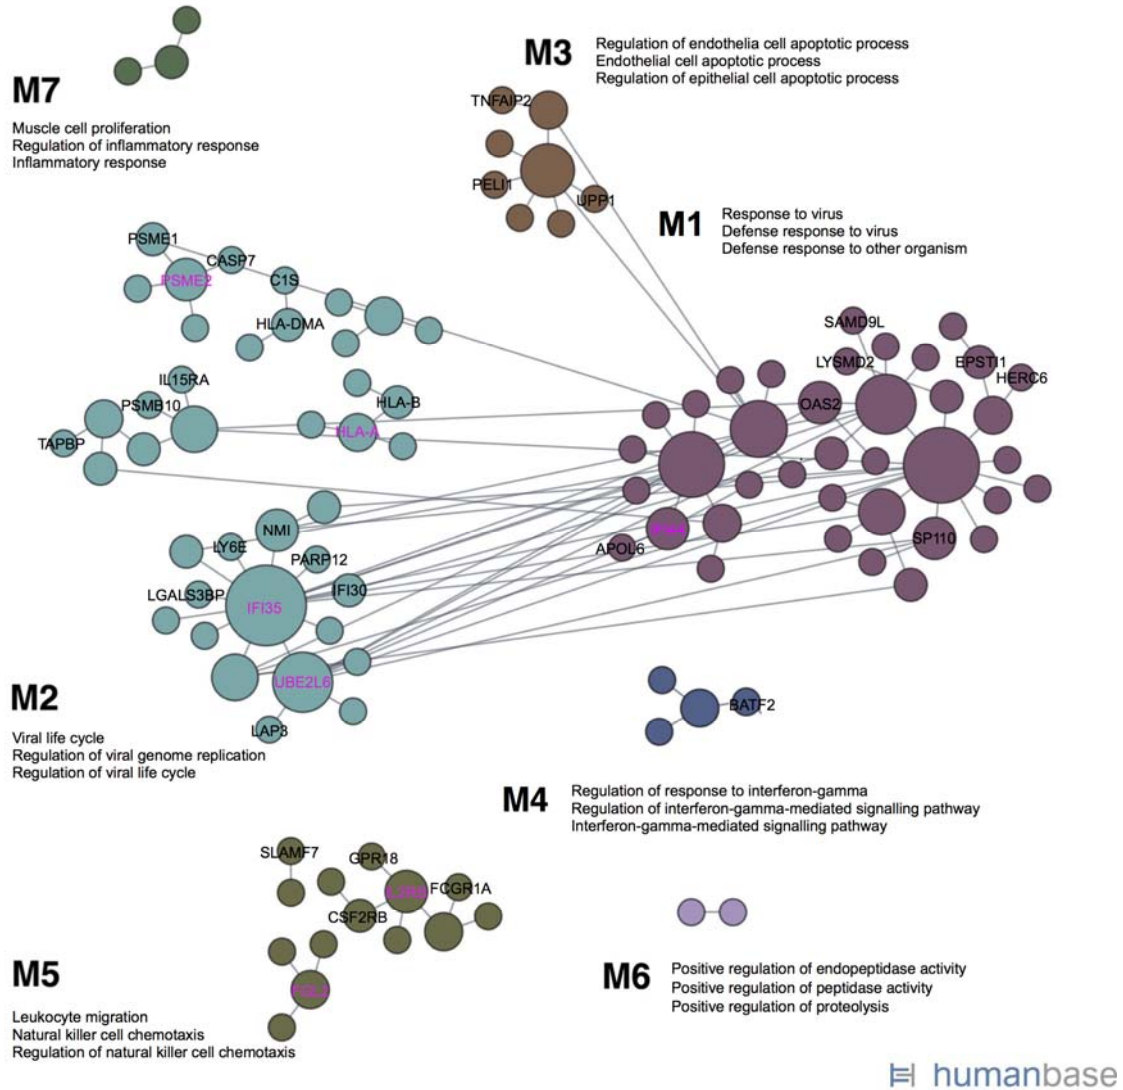 M7
Muscle cell proliferation
Regulation of inflammatory response
Inflammatory response
M3
Regulation of endothelia cell apoptotic process
Endothelial cell apoptotic process
Regulation of epithelial cell apoptotic process
TNFAIP2
PELI1
UPP1
M1
Response to virus
Defense response to virus
Defense response to other organism
PSME1
CASP7
PSME2
C1S
HLA-DMA
IL15RA
PSMB10
TAPBP
HLA-B
HLA-A
SAMD9L
LYSMD2
EPSTI1
HERC6
OAS2
APOL6
SP110
NMI
LY6E
PARP12
LGALS3BP
IFI30
IFI35
UBE2L6
LAP3
M2
Viral life cycle
Regulation of viral genome replication
Regulation of viral life cycle
BATF2
M4
Regulation of response to interferon-gamma
Regulation of interferon-gamma-mediated signalling pathway
Interferon-gamma-mediated signalling pathway
SLAMF7
GPR18
FCGR1A
CSF2RB
M5
Leukocyte migration
Natural killer cell chemotaxis
Regulation of natural killer cell chemotaxis
M6
Positive regulation of endopeptidase activity
Positive regulation of peptidase activity
Positive regulation of proteolysis
humanbase